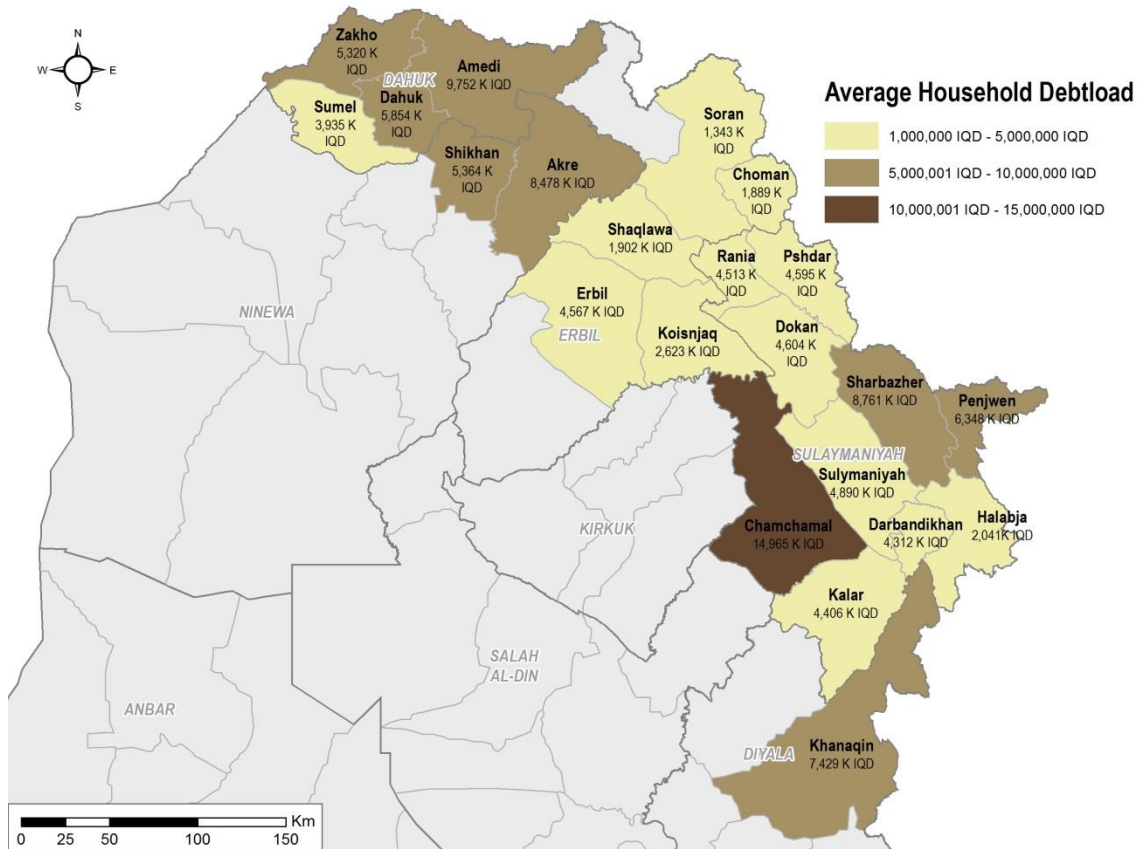 N
W E
S
Zakho
5,320 K
IQD
Amedi
9,752 K IQD
DAHUK
Dahuk
5,854 K
IQD
Sumel
3,935 K
IQD
Shikhan
5,364 K
IQD
Akre
8,478 K IQD
Soran
1,343 K
IQD
Choman
1,889 K
IQD
Average Household Debtload
1,000,000 IQD - 5,000,000 IQD
5,000,001 IQD - 10,000,000 IQD
10,000,001 IQD - 15,000,000 IQD
Shaqlawa
1,902 K IQD
Rania
4,513 K
IQD
Pshdar
4,595 K
IQD
NINEWA
Erbil
4,567 K IQD
ERBIL
Koisnjaq
2,623 K IQD
Dokan
4,604 K
IQD
Sharbazher
8,761 K IQD
Penjwen
6,348 K IQD
SULAYMANIYAH
Sulymaniyah
4,890 K IQD
KIRKUK
Chamchamal
14,965 K IQD
Darbandikhan
4,312 K IQD
Halabja
2,041K IQD
Kalar
4,406 K IQD
SALAH
AL-DIN
ANBAR
DIYALA
Khanaqin
7,429 K IQD
Km
0 25 50 100 150